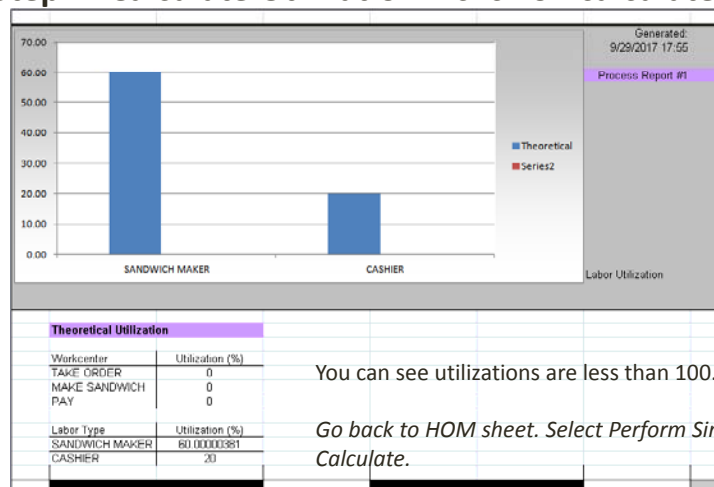 70.00
60.00
50.00
40.00
30.00
20.00
10.00
0.00
SANDWICH MAKER CASHIER
Theoretical
Series2
Generated:
9/29/2017 17:55
Process Report #1
Labor Utilization
Theoretical Utilization
Workcenter Utilization (%)
TAKE ORDER 0
MAKE SANDWICH 0
PAY 0
Labor Type Utilization (%)
SANDWICH MAKER 60.00000381
CASHIER 20
You can see utilizations are less than 100.
Go back to HOM sheet. Select Perform
Calculate.